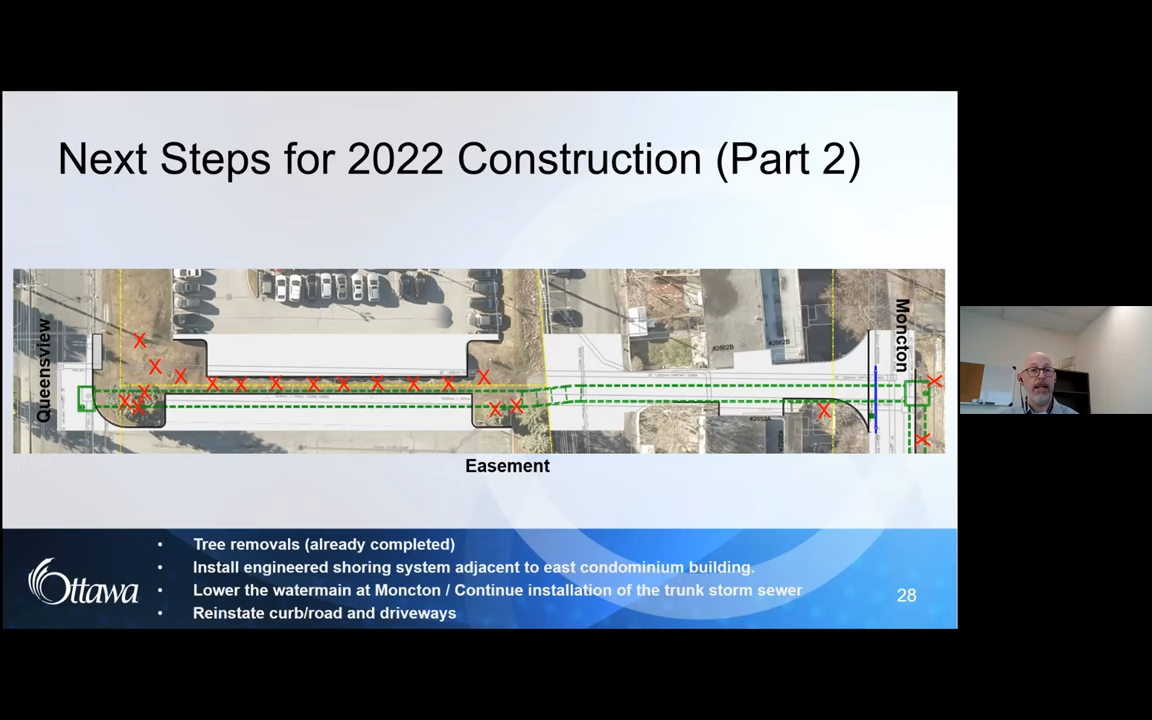 Next Steps for 2022 Construction (Part 2)
Queensview
Moncton
#2662B
#2662B
Easement
• Tree removals (already completed)
• Install engineered shoring system adjacent to east condominium building.
• Lower the watermain at Moncton / Continue installation of the trunk storm sewer
• Reinstate curb/road and driveways
Ottawa
28